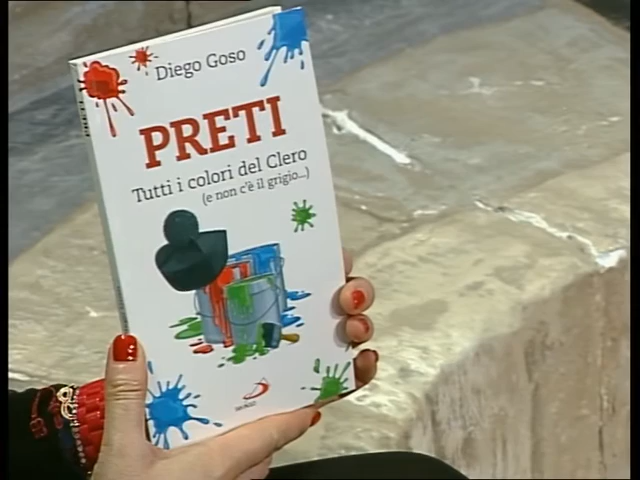 Diego Goso
PRETI
Tutti i colori del Clero
(e non c'è il grigio...)